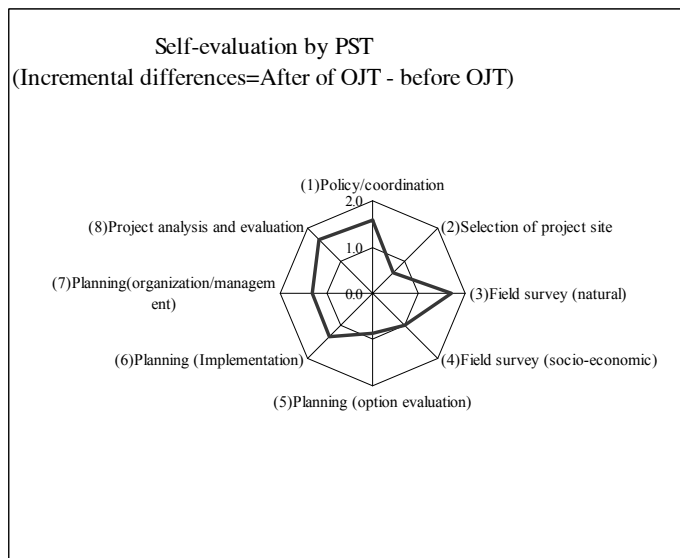 Self-evaluation by PST
(Incremental differences=After of OJT - before OJT)
(1)Policy/coordination
2.0
(8)Project analysis and evaluation
(2)Selection of project site
1.0
(7)Planning(organization/managem
ent)
0.0
(3)Field survey (natural)
(6)Planning (Implementation)
(4)Field survey (socio-economic)
(5)Planning (option evaluation)